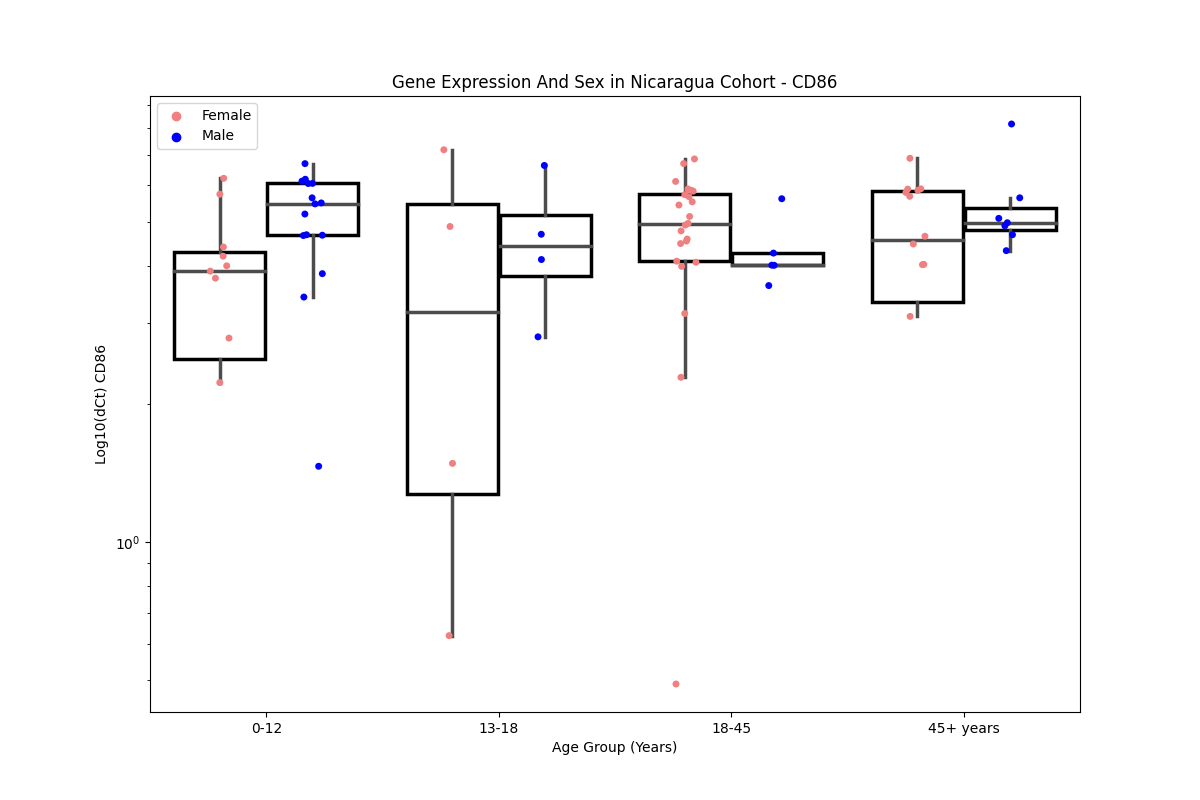 Gene Expression And Sex in Nicaragua Cohort - CD86
Female
Male
Log10(dCt) CD86
10⁰
0-12
13-18
18-45
45+ years
Age Group (Years)